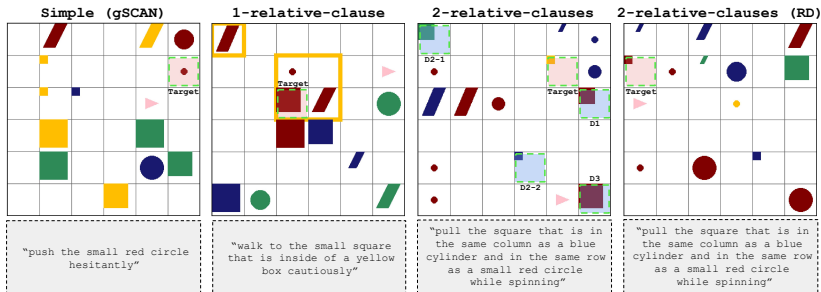 Simple (gSCAN)
1-relative-clause
2-relative-clauses
2-relative-clauses (RD)
Target
Target
D2-1
Target
D1
D2-2
D3
Target
“push the small red circle
hesitantly”
“walk to the small square
that is inside of a yellow
box cautiously”
“pull the square that is in
the same column as a blue
cylinder and in the same row
as a small red circle
while spinning”
“pull the square that is in
the same column as a blue
cylinder and in the same row
as a small red circle
while spinning”